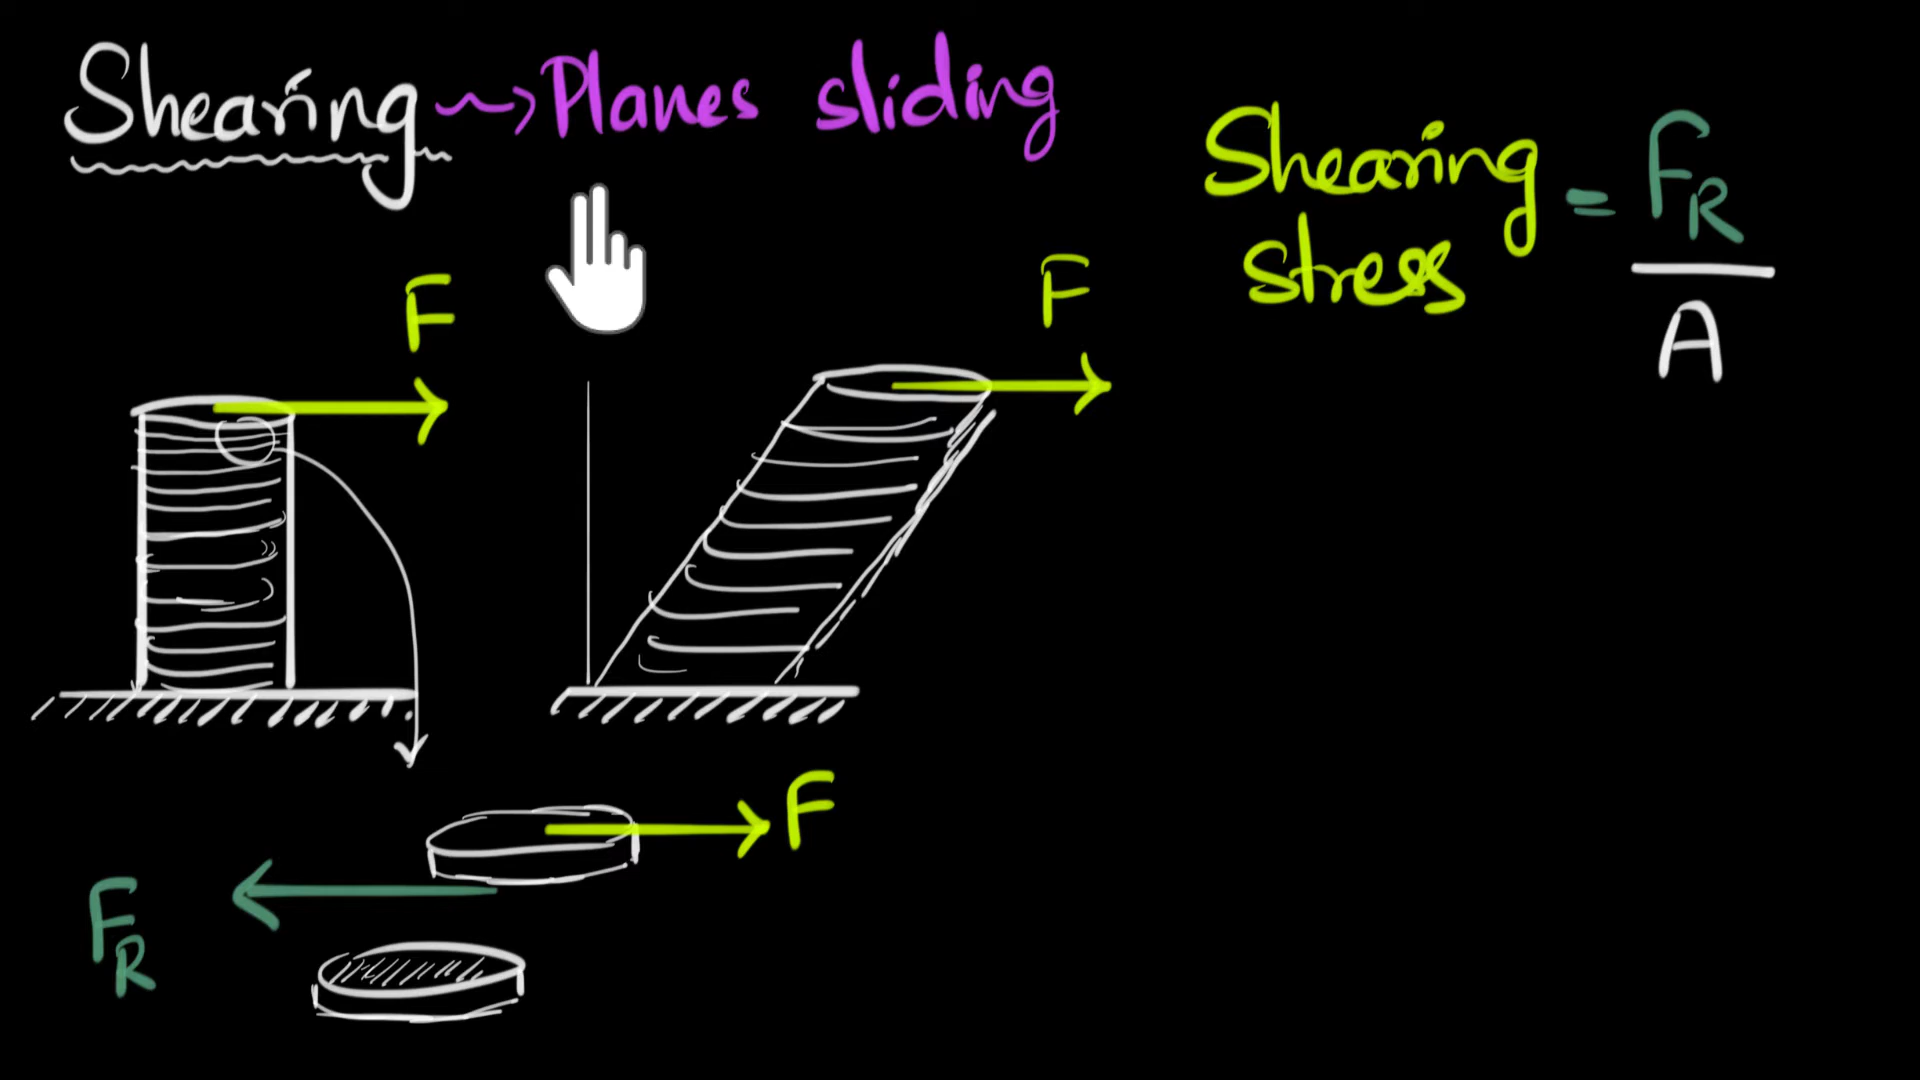 Shearing ~> Planes sliding
Shearing stress = FR / A
F
F
F
FR